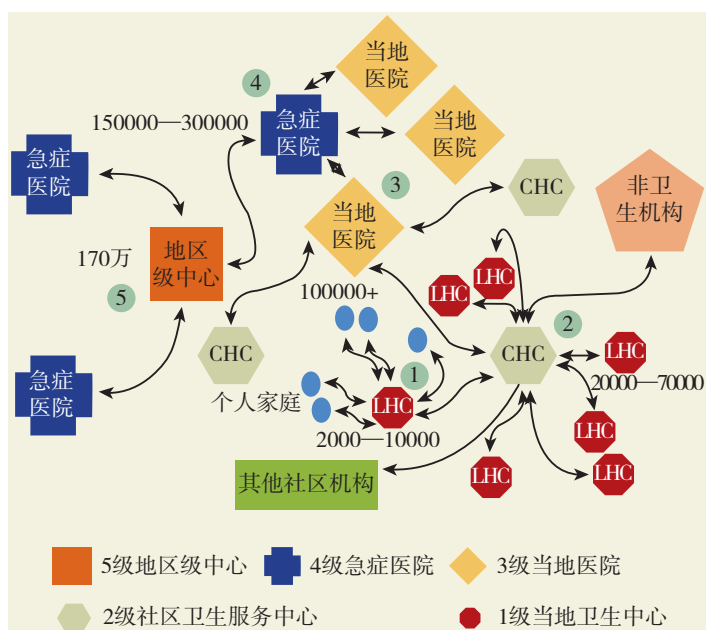 当地
医院
4
150000—300000
急症
医院
当地
医院
急症
医院
3
CHC
非卫
生机构
当地
医院
地区
级中心
170万
5
100000+
LHC
LHC
2
CHC
CHC
LHC
20000—70000
1
急症
医院
个人家庭
LHC
2000—10000
LHC
LHC
LHC
其他社区机构
5级地区级中心
4级急症医院
3级当地医院
2级社区卫生服务中心
1级当地卫生中心